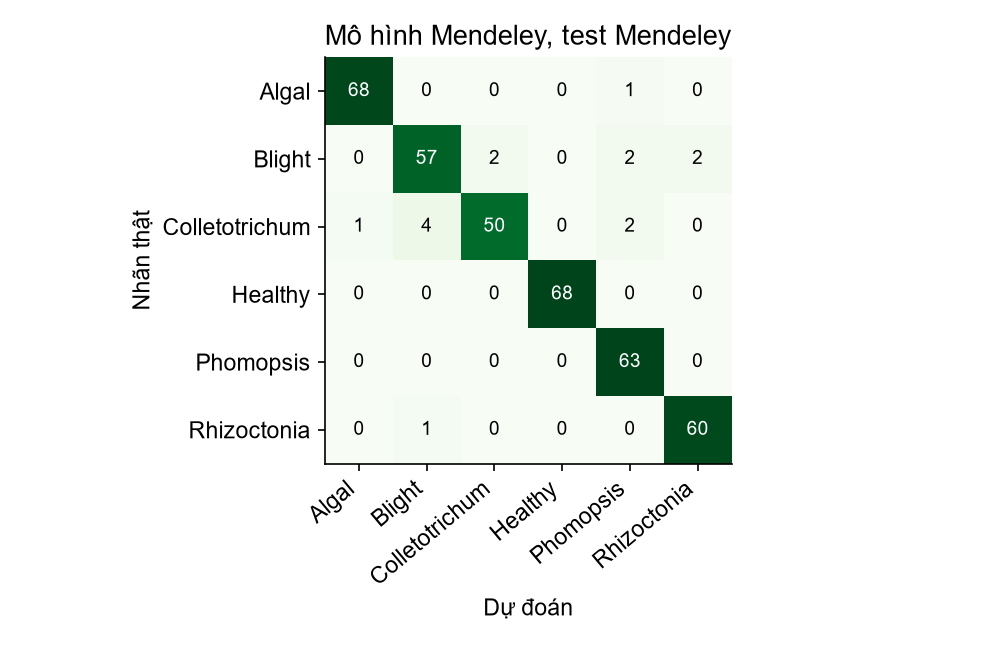 Mô hình Mendeley, test Mendeley
Algal 68 0 0 0 1 0
Blight 0 57 2 0 2 2
Colletotrichum 1 4 50 0 2 0
Healthy 0 0 0 68 0 0
Phomopsis 0 0 0 0 63 0
Rhizoctonia 0 1 0 0 0 60
Nhãn thật
Algal Blight Colletotrichum Healthy Phomopsis Rhizoctonia
Dự đoán